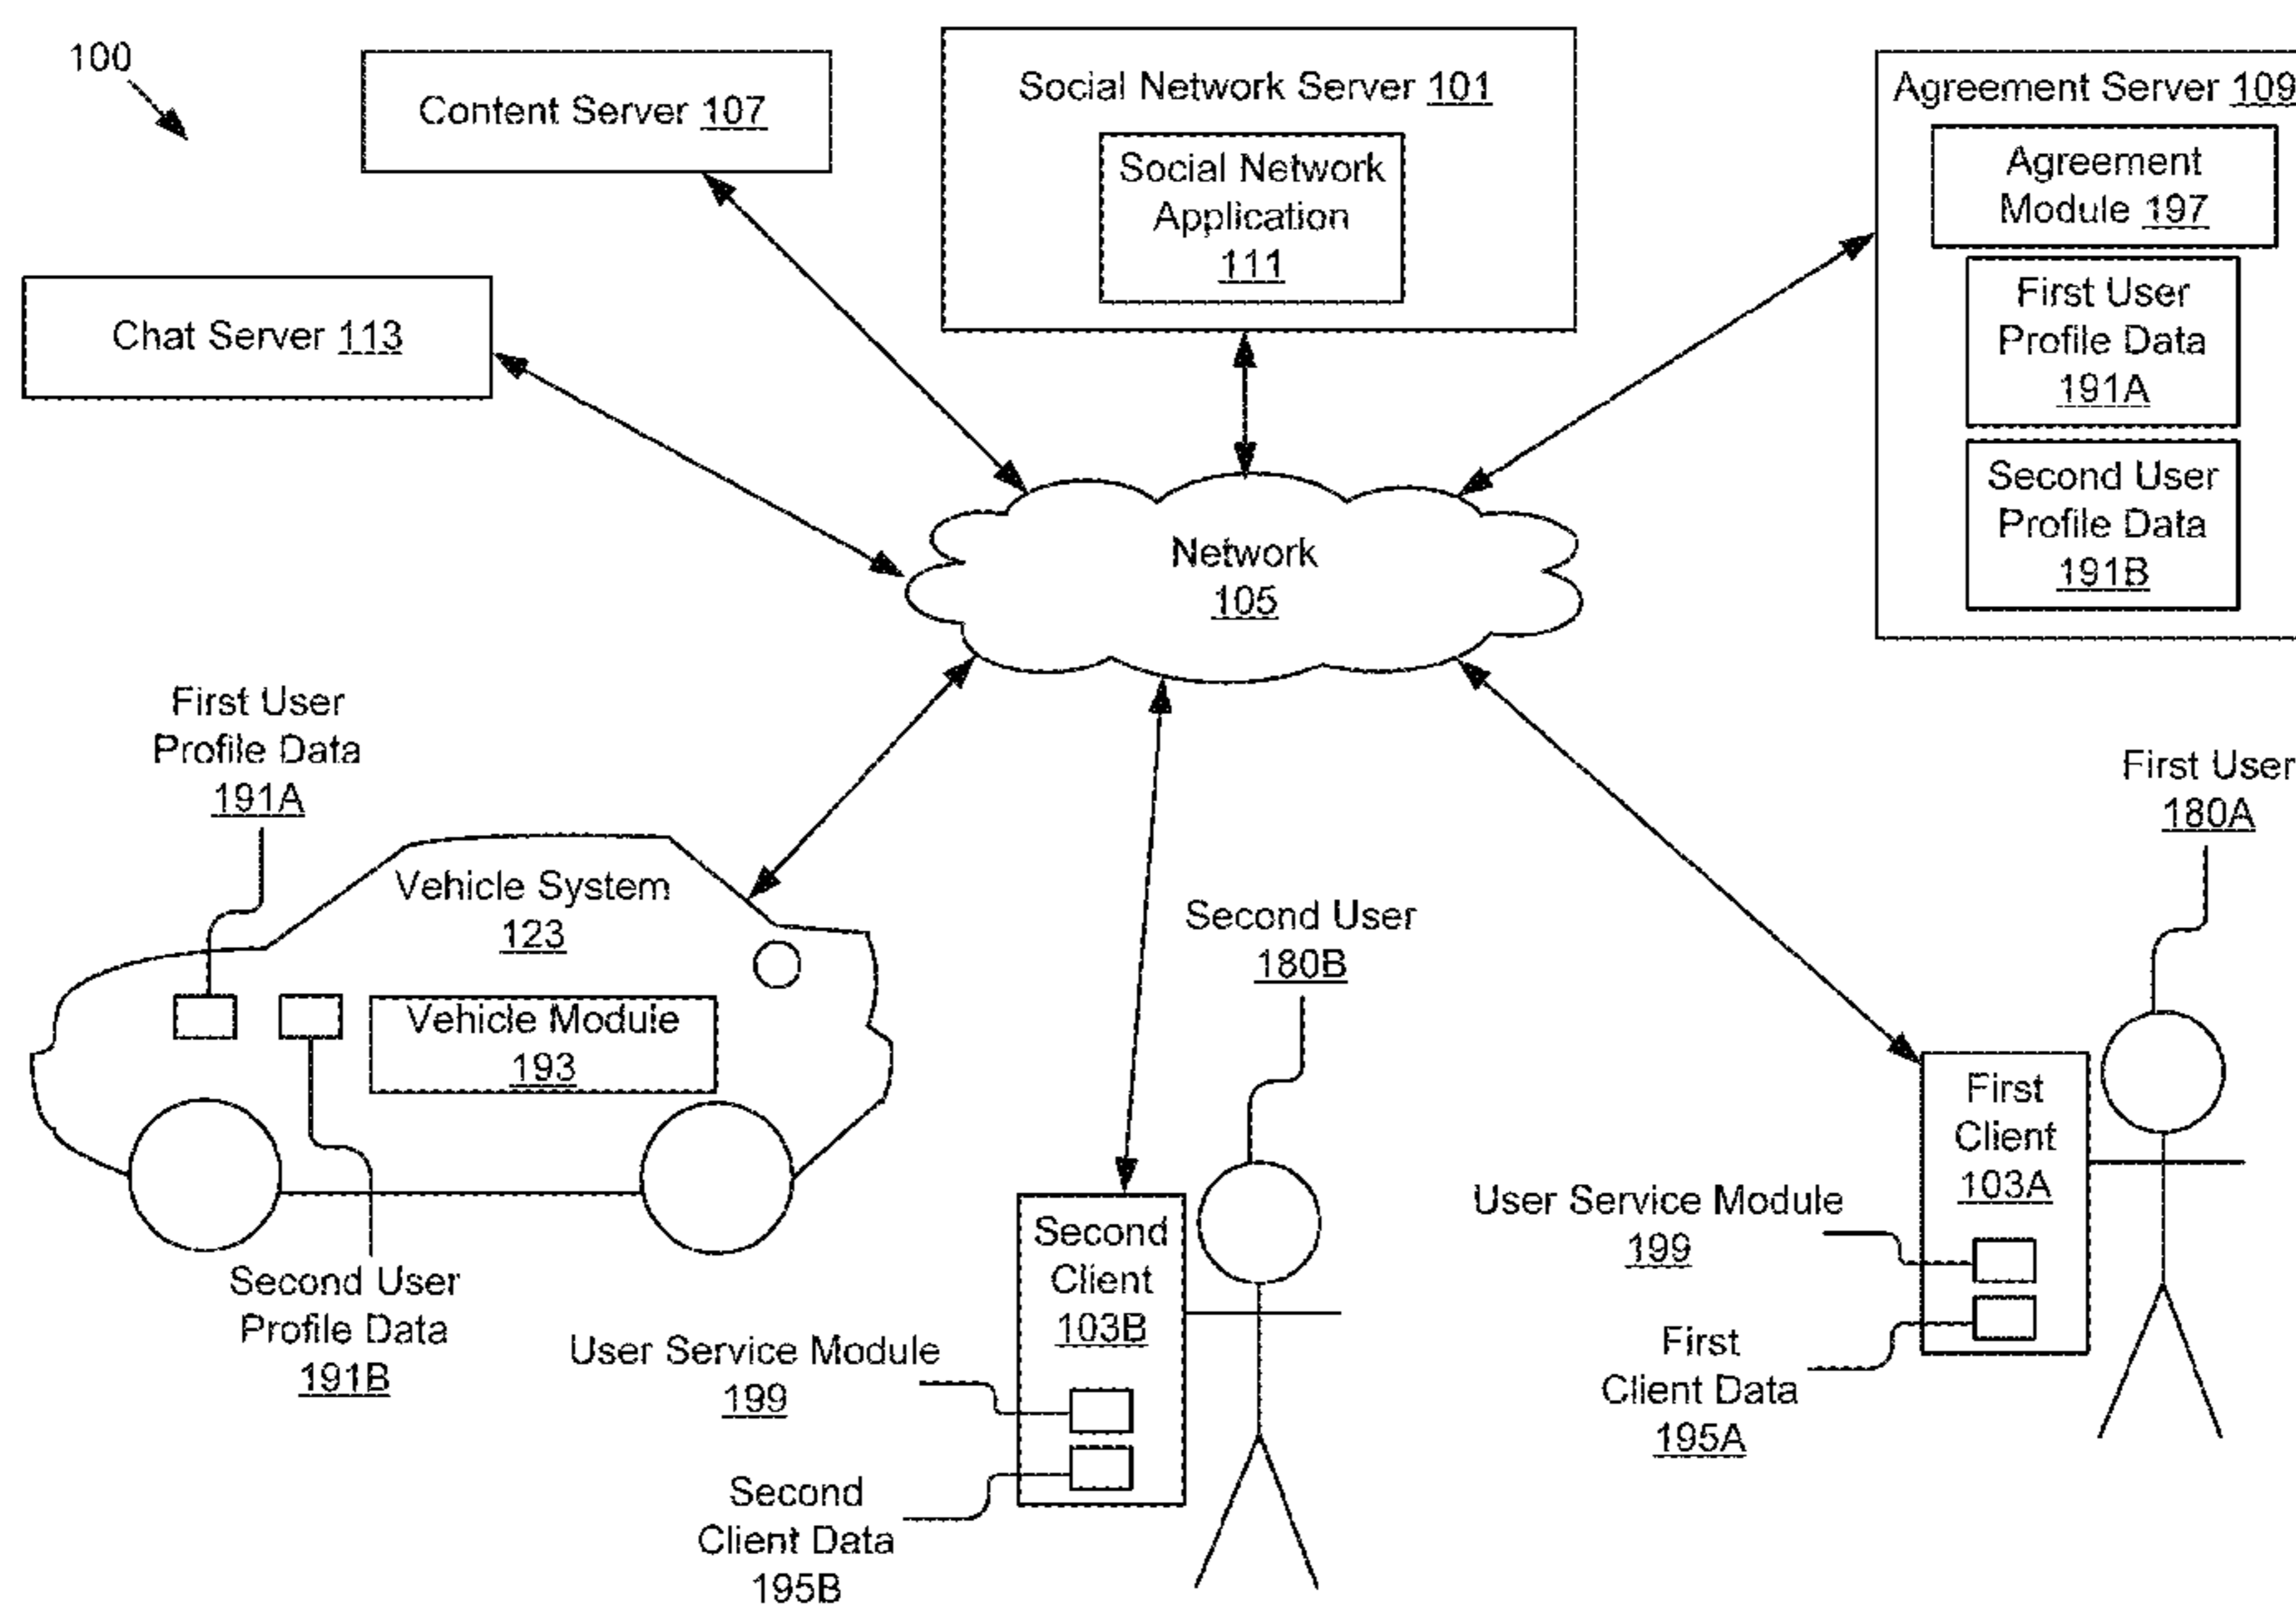 100
Content Server 107
Social Network Server 101
Social Network
Application
111
Agreement Server 109
Agreement
Module 197
First User
Profile Data
191A
Second User
Profile Data
191B
Chat Server 113
Network
105
First User
Profile Data
191A
Vehicle System
123
Vehicle Module
193
Second User
Profile Data
191B
Second User
180B
Second
Client
103B
User Service Module
199
Second
Client Data
195B
First User
180A
First
Client
103A
User Service Module
199
First
Client Data
195A